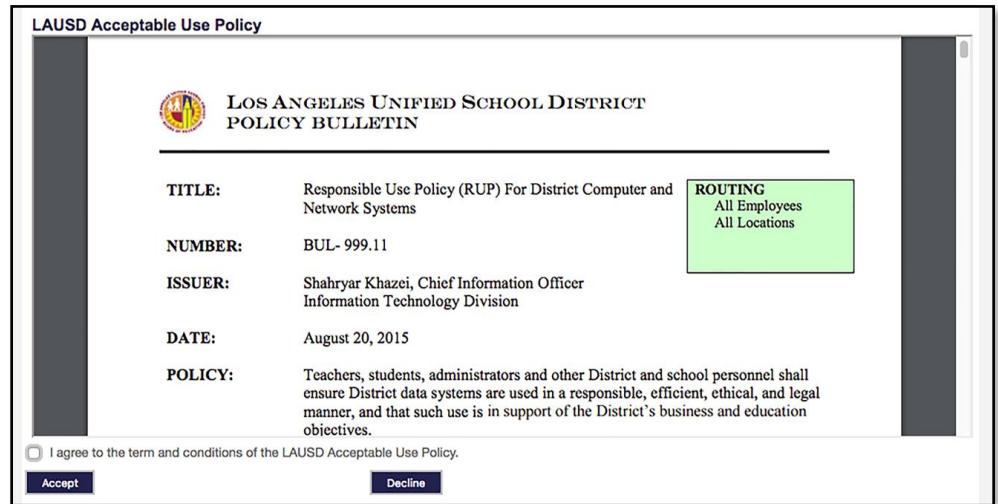 LAUSD Acceptable Use Policy
LOS ANGELES UNIFIED SCHOOL DISTRICT
POLICY BULLETIN
TITLE: Responsible Use Policy (RUP) For District Computer and
Network Systems
ROUTING
All Employees
All Locations
NUMBER: BUL- 999.11
ISSUER: Shahryar Khazei, Chief Information Officer
Information Technology Division
DATE: August 20, 2015
POLICY: Teachers, students, administrators and other District and school personnel shall
ensure District data systems are used in a responsible, efficient, ethical, and legal
manner, and that such use is in support of the District's business and education
objectives.
I agree to the term and conditions of the LAUSD Acceptable Use Policy.
Accept
Decline